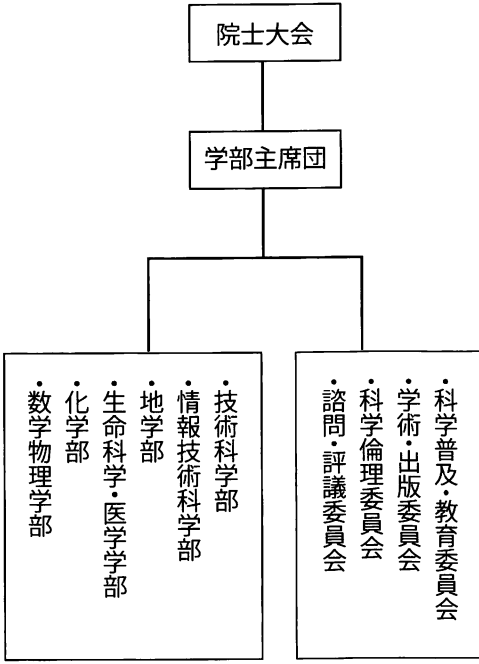 院士大会
学部主席団
・数学物理学部
・化学部
・生命科学・医学学部
・地学部
・情報技術科学部
・技術科学部
・諮問・評議委員会
・科学倫理委員会
・学術・出版委員会
・科学普及・教育委員会